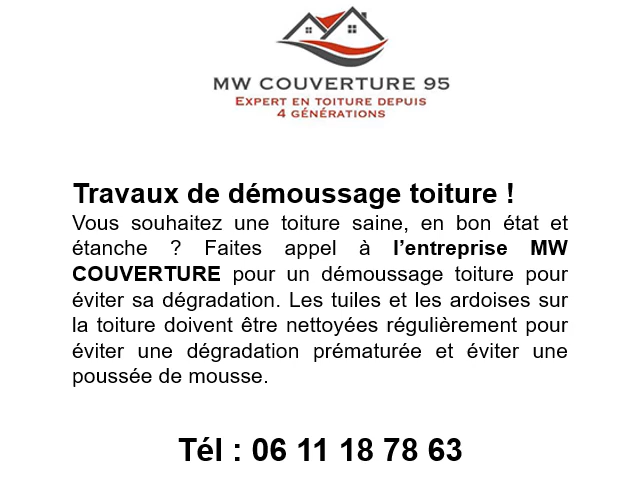 MW COUVERTURE 95
EXPERT EN TOITURE DEPUIS
4 GÉNÉRATIONS
Travaux de démoussage toiture !
Vous souhaitez une toiture saine, en bon état et
étanche ? Faites appel à l’entreprise MW
COUVERTURE pour un démoussage toiture pour
éviter sa dégradation. Les tuiles et les ardoises sur
la toiture doivent être nettoyées régulièrement pour
éviter une dégradation prématurée et éviter une
poussée de mousse.
Tél : 06 11 18 78 63